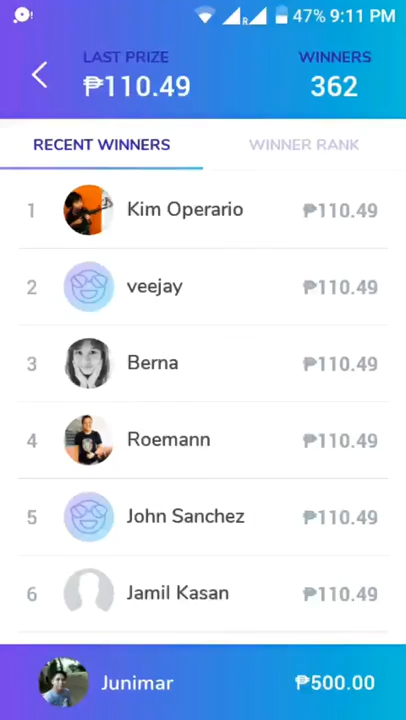 47% 9:11 PM
LAST PRIZE
₱110.49
WINNERS
362
RECENT WINNERS
WINNER RANK
1 Kim Operario ₱110.49
2 veejay ₱110.49
3 Berna ₱110.49
4 Roemann ₱110.49
5 John Sanchez ₱110.49
6 Jamil Kasan ₱110.49
Junimar ₱500.00